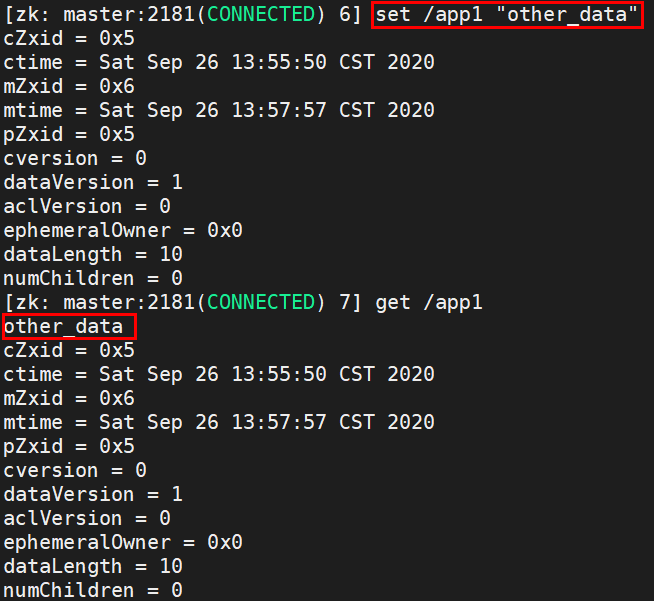 [zk: master:2181(CONNECTED) 6] set /app1 "other_data"
cZxid = 0x5
ctime = Sat Sep 26 13:55:50 CST 2020
mZxid = 0x6
mtime = Sat Sep 26 13:57:57 CST 2020
pZxid = 0x5
cversion = 0
dataVersion = 1
aclVersion = 0
ephemeralOwner = 0x0
dataLength = 10
numChildren = 0
[zk: master:2181(CONNECTED) 7] get /app1
other_data
cZxid = 0x5
ctime = Sat Sep 26 13:55:50 CST 2020
mZxid = 0x6
mtime = Sat Sep 26 13:57:57 CST 2020
pZxid = 0x5
cversion = 0
dataVersion = 1
aclVersion = 0
ephemeralOwner = 0x0
dataLength = 10
numChildren = 0